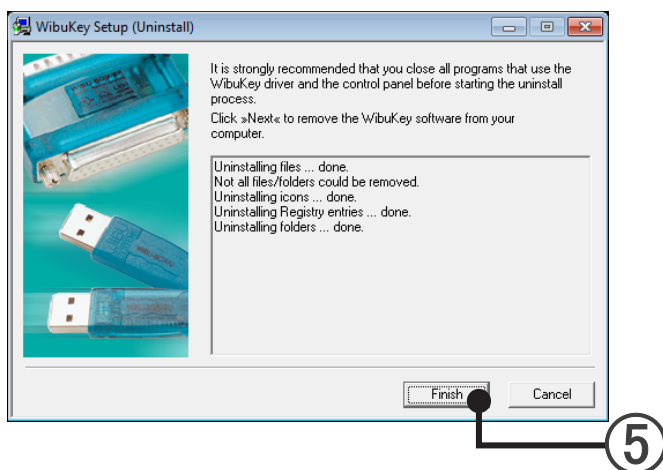 WibuKey Setup (Uninstall)
It is strongly recommended that you close all programs that use the
WibuKey driver and the control panel before starting the uninstall
process.
Click »Next« to remove the WibuKey software from your
computer.
Uninstalling files ... done.
Not all files/folders could be removed.
Uninstalling icons ... done.
Uninstalling Registry entries ... done.
Uninstalling folders ... done.
Finish
Cancel
5